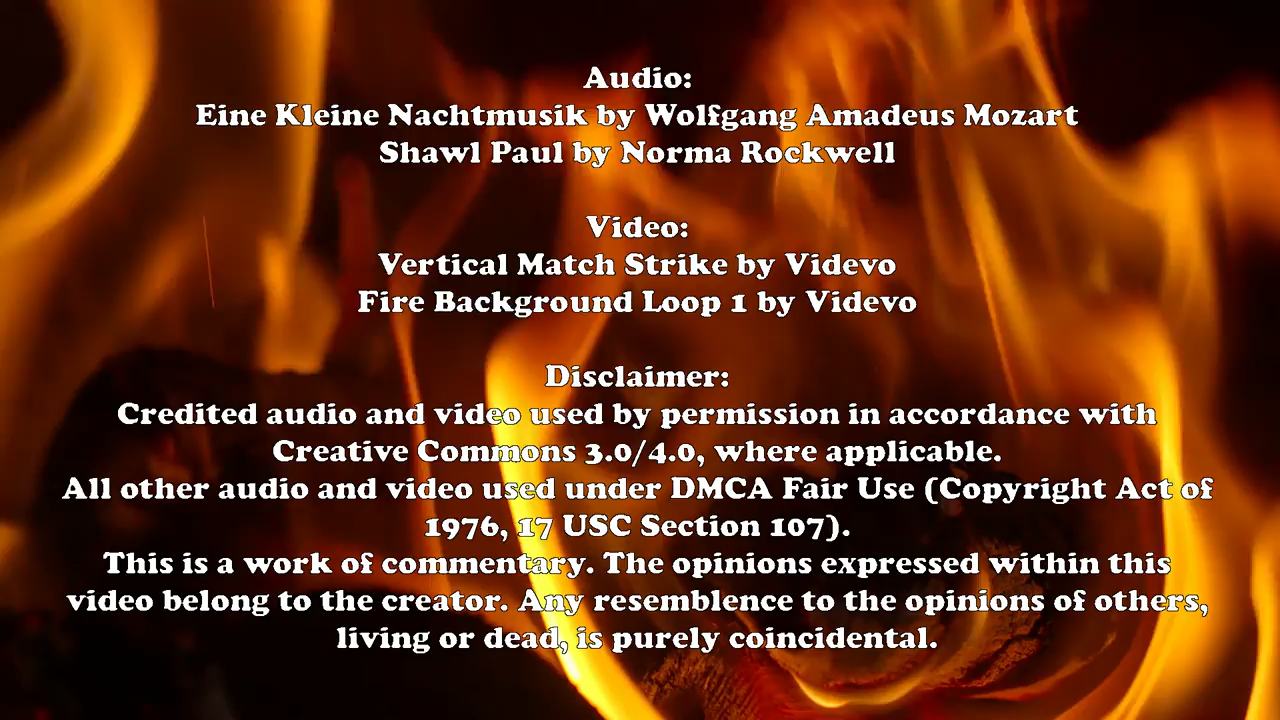 Audio:
Eine Kleine Nachtmusik by Wolfgang Amadeus Mozart
Shawl Paul by Norma Rockwell
Video:
Vertical Match Strike by Videvo
Fire Background Loop 1 by Videvo
Disclaimer:
Credited audio and video used by permission in accordance with
Creative Commons 3.0/4.0, where applicable.
All other audio and video used under DMCA Fair Use (Copyright Act of
1976, 17 USC Section 107).
This is a work of commentary. The opinions expressed within this
video belong to the creator. Any resemblence to the opinions of others,
living or dead, is purely coincidental.